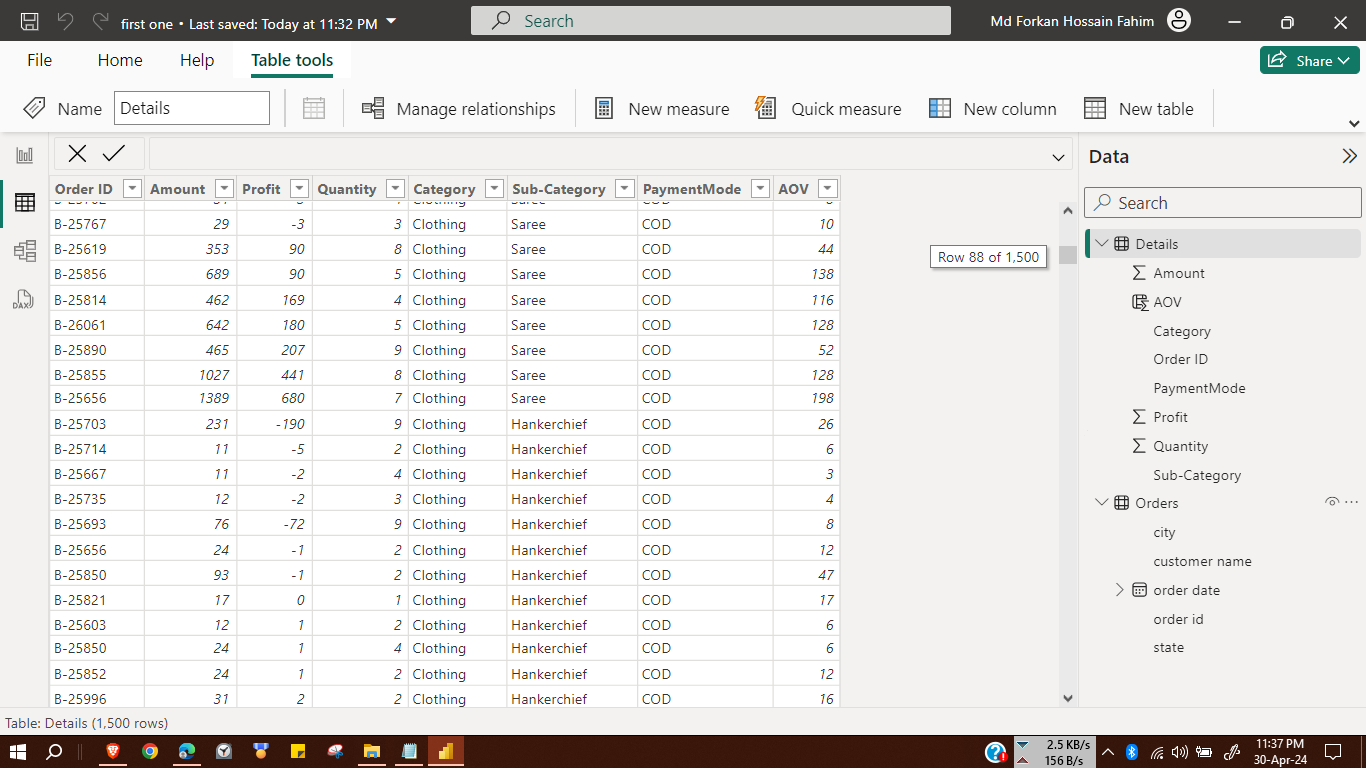 first one • Last saved: Today at 11:32 PM
Search
Md Forkan Hossain Fahim
File Home Help Table tools
Share
Name Details
Manage relationships
New measure
Quick measure
New column
New table
Order ID Amount Profit Quantity Category Sub-Category PaymentMode AOV
B-25767 29 -3 3 Clothing Saree COD 10
B-25619 353 90 8 Clothing Saree COD 44
B-25856 689 90 5 Clothing Saree COD 138
B-25814 462 169 4 Clothing Saree COD 116
B-26061 642 180 5 Clothing Saree COD 128
B-25890 465 207 9 Clothing Saree COD 52
B-25855 1027 441 8 Clothing Saree COD 128
B-25656 1389 680 7 Clothing Saree COD 198
B-25703 231 -190 9 Clothing Hankerchief COD 26
B-25714 11 -5 2 Clothing Hankerchief COD 6
B-25667 11 -2 4 Clothing Hankerchief COD 3
B-25735 12 -2 3 Clothing Hankerchief COD 4
B-25693 76 -72 9 Clothing Hankerchief COD 8
B-25656 24 -1 2 Clothing Hankerchief COD 12
B-25850 93 -1 2 Clothing Hankerchief COD 47
B-25821 17 0 1 Clothing Hankerchief COD 17
B-25603 12 1 2 Clothing Hankerchief COD 6
B-25850 24 1 4 Clothing Hankerchief COD 6
B-25852 24 1 2 Clothing Hankerchief COD 12
B-25996 31 2 2 Clothing Hankerchief COD 16
Row 88 of 1,500
Data
Search
Details
Amount
AOV
Category
Order ID
PaymentMode
Profit
Quantity
Sub-Category
Orders
city
customer name
order date
order id
state
DAX
Table: Details (1,500 rows)
2.5 KB/s
156 B/s
11:37 PM
30-Apr-24